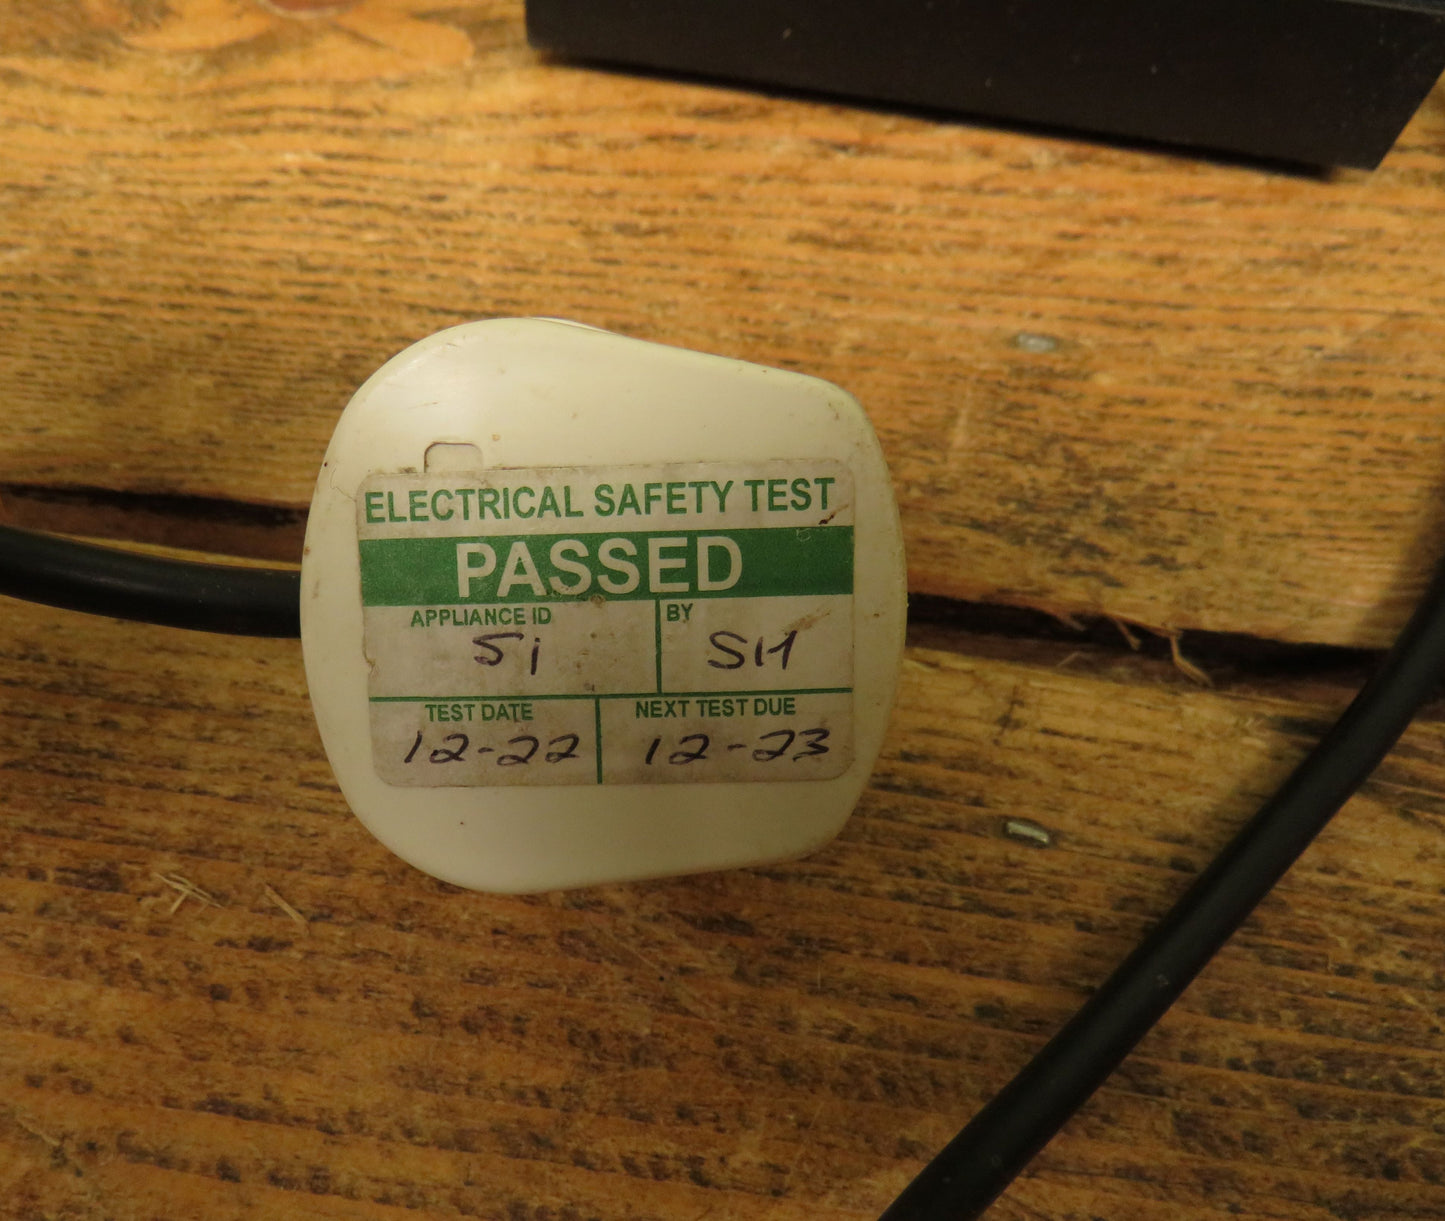 ELECTRICAL SAFETY TEST
PASSED
APPLIANCE ID BY
51 SH
TEST DATE NEXT TEST DUE
12-22 12-23